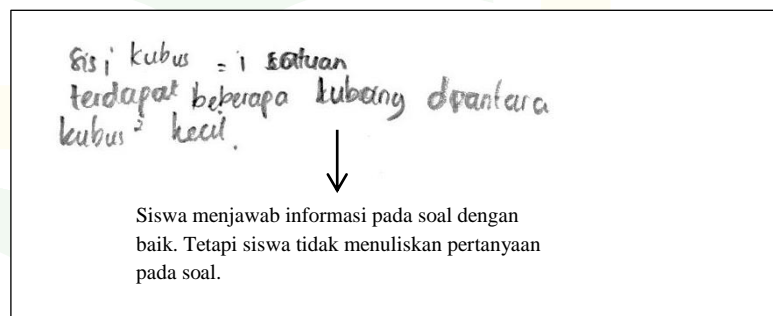 sisi kubus = 1 satuan
terdapat beberapa lubang diantara
kubus² kecil.
Siswa menjawab informasi pada soal dengan
baik. Tetapi siswa tidak menuliskan pertanyaan
pada soal.